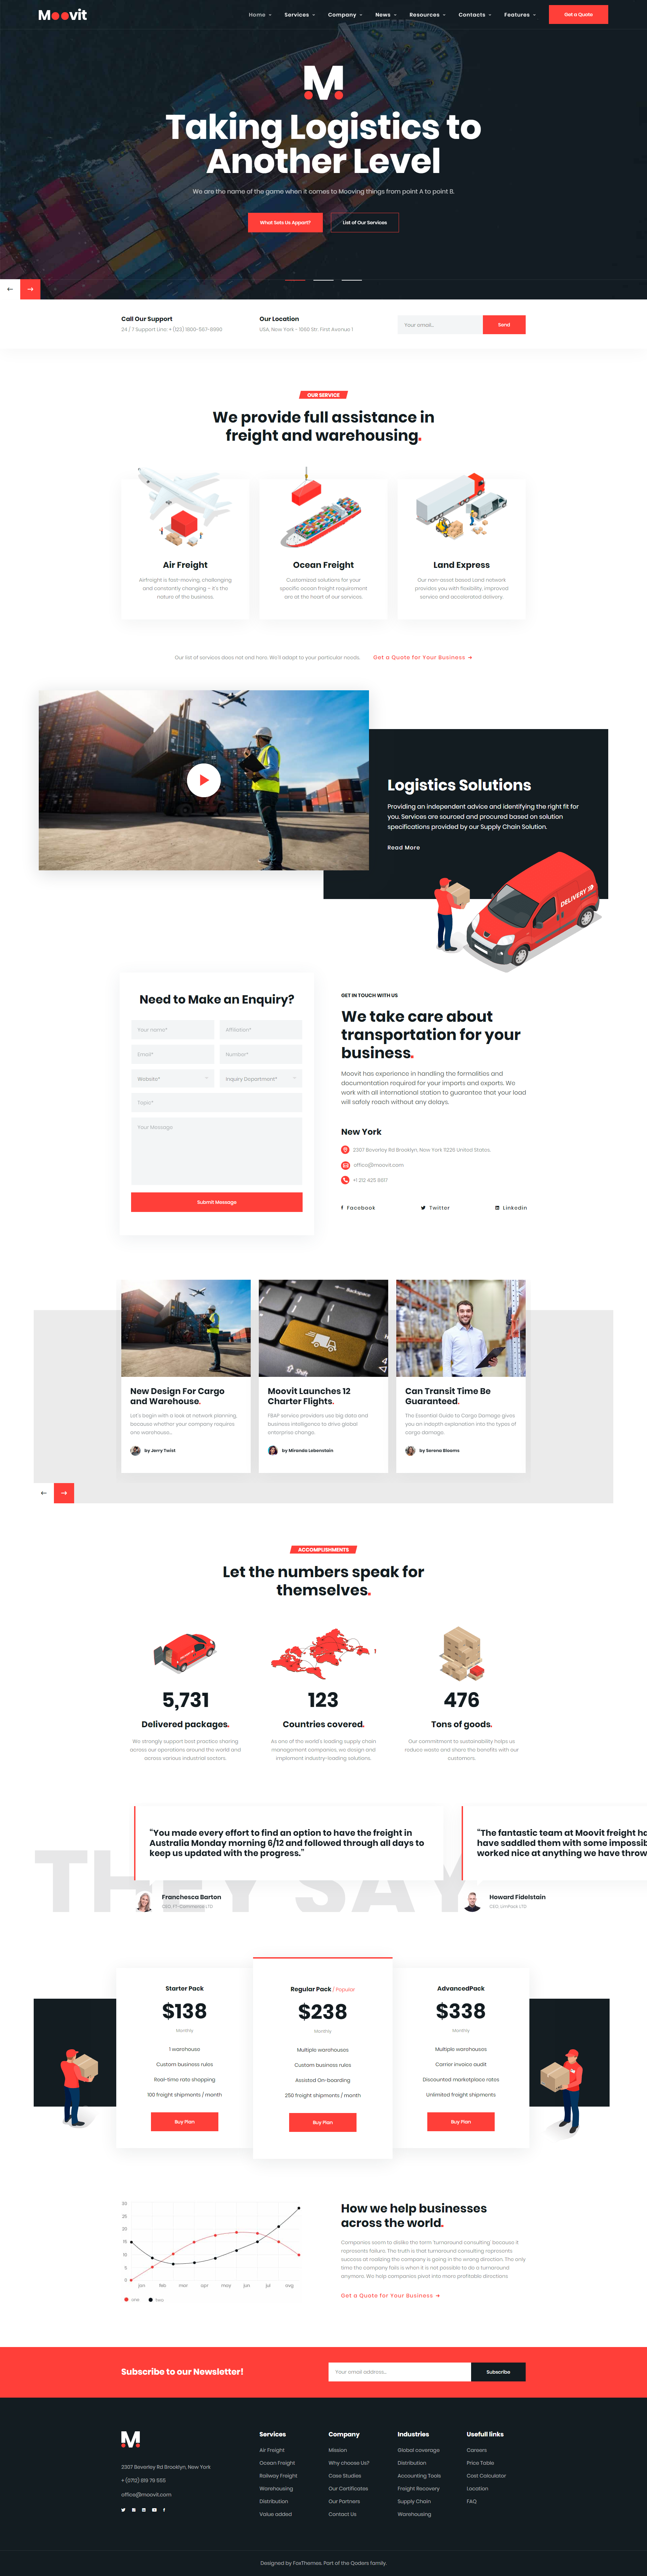 Moovit
Home
Services
Company
News
Resources
Contacts
Features
Get a Quote
M
Taking Logistics to
Another Level
We are the name of the game when it comes to Mooving things from point A to point B.
What Sets Us Appart?
List of Our Services
Call Our Support
24 / 7 Support Line: + (123) 1800-567-8990
Our Location
USA, New York - 1060 Str. First Avenue 1
Your email...
Send
OUR SERVICE
We provide full assistance in
freight and warehousing.
Air Freight
Airfreight is fast-moving, challenging
and constantly changing – it's the
nature of the business.
Ocean Freight
Customized solutions for your
specific ocean freight requirement
are at the heart of our services.
Land Express
Our non-asset based Land network
provides you with flexibility, improved
service and accelerated delivery.
Our list of services does not end here. We'll adapt to your particular needs.
Get a Quote for Your Business
Logistics Solutions
Providing an independent advice and identifying the right fit for
you. Services are sourced and procured based on solution
specifications provided by our Supply Chain Solution.
Read More
DELIVERY
Need to Make an Enquiry?
Your name*
Affiliation*
Email*
Number*
Website*
Inquiry Department*
Topic*
Your Message
Submit Message
GET IN TOUCH WITH US
We take care about
transportation for your
business.
Moovit has experience in handling the formalities and
documentation required for your imports and exports. We
work with all international station to guarantee that your load
will safely reach without any delays.
New York
2307 Beverley Rd Brooklyn, New York 11226 United States.
office@moovit.com
+1 212 425 8617
Facebook
Twitter
Linkedin
Backspace
Shift
New Design For Cargo
and Warehouse.
Let's begin with a look at network planning,
because whether your company requires
one warehouse...
by Jerry Twist
Moovit Launches 12
Charter Flights.
FBAP service providers use big data and
business intelligence to drive global
enterprise change.
by Miranda Lebenstain
Can Transit Time Be
Guaranteed.
The Essential Guide to Cargo Damage gives
you an indepth explanation into the types of
cargo damage.
by Serena Blooms
ACCOMPLISHMENTS
Let the numbers speak for
themselves.
5,731
Delivered packages.
We strongly support best practice sharing
across our operations around the world and
across various industrial sectors.
123
Countries covered.
As one of the world's leading supply chain
management companies, we design and
implement industry-leading solutions.
476
Tons of goods.
Our commitment to sustainability helps us
reduce waste and share the benefits with our
customers.
THEY SAY
“You made every effort to find an option to have the freight in
Australia Monday morning 6/12 and followed through all days to
keep us updated with the progress.”
Franchesca Barton
CEO, FT-Commerce LTD
“The fantastic team at Moovit freight ha
have saddled them with some impossib
worked nice at anything we have throw
Howard Fidelstain
CEO, UmPack LTD
Starter Pack
$138
Monthly
1 warehouse
Custom business rules
Real-time rate shopping
100 freight shipments / month
Buy Plan
Regular Pack / Popular
$238
Monthly
Multiple warehouses
Custom business rules
Assisted On-boarding
250 freight shipments / month
Buy Plan
AdvancedPack
$338
Monthly
Multiple warehouses
Carrier invoice audit
Discounted marketplace rates
Unlimited freight shipments
Buy Plan
30
25
20
15
10
5
0
jan
feb
mar
apr
may
jun
jul
aug
one
two
How we help businesses
across the world.
Companies seem to dislike the term 'turnaround consulting' because it
represents failure. The truth is that turnaround consulting represents
success at realizing the company is going in the wrong direction. The only
time the company fails is when it is not possible to do a turnaround
anymore. We help companies pivot into more profitable directions
Get a Quote for Your Business
Subscribe to our Newsletter!
Your email address...
Subscribe
M
2307 Beverley Rd Brooklyn, New York
+ (0712) 819 79 555
office@moovit.com
Services
Air Freight
Ocean Freight
Railway Freight
Warehousing
Distribution
Value added
Company
Mission
Why choose Us?
Case Studies
Our Certificates
Our Partners
Contact Us
Industries
Global coverage
Distribution
Accounting Tools
Freight Recovery
Supply Chain
Warehousing
Usefull links
Careers
Price Table
Cost Calculator
Location
FAQ
Designed by FoxThemes. Part of the Qoders family.